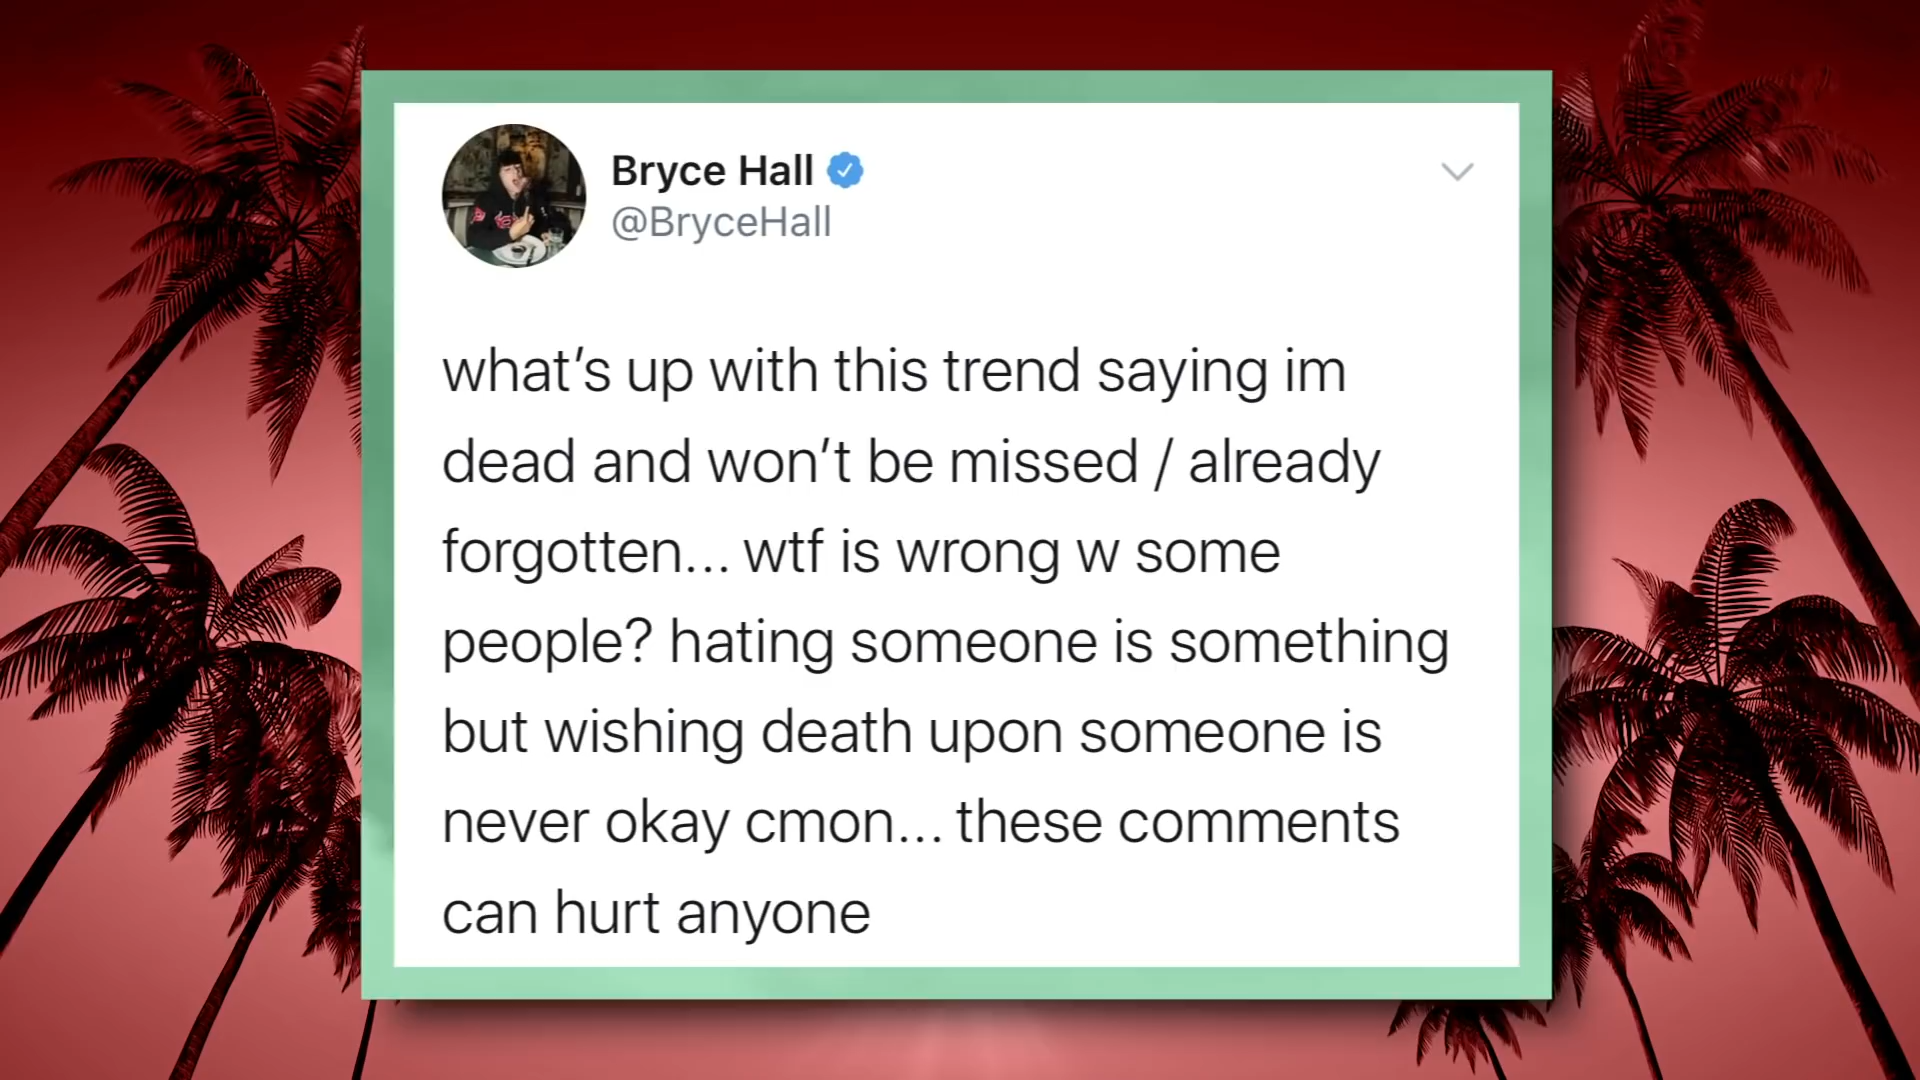 Bryce Hall
@BryceHall
what's up with this trend saying im
dead and won't be missed / already
forgotten... wtf is wrong w some
people? hating someone is something
but wishing death upon someone is
never okay cmon... these comments
can hurt anyone